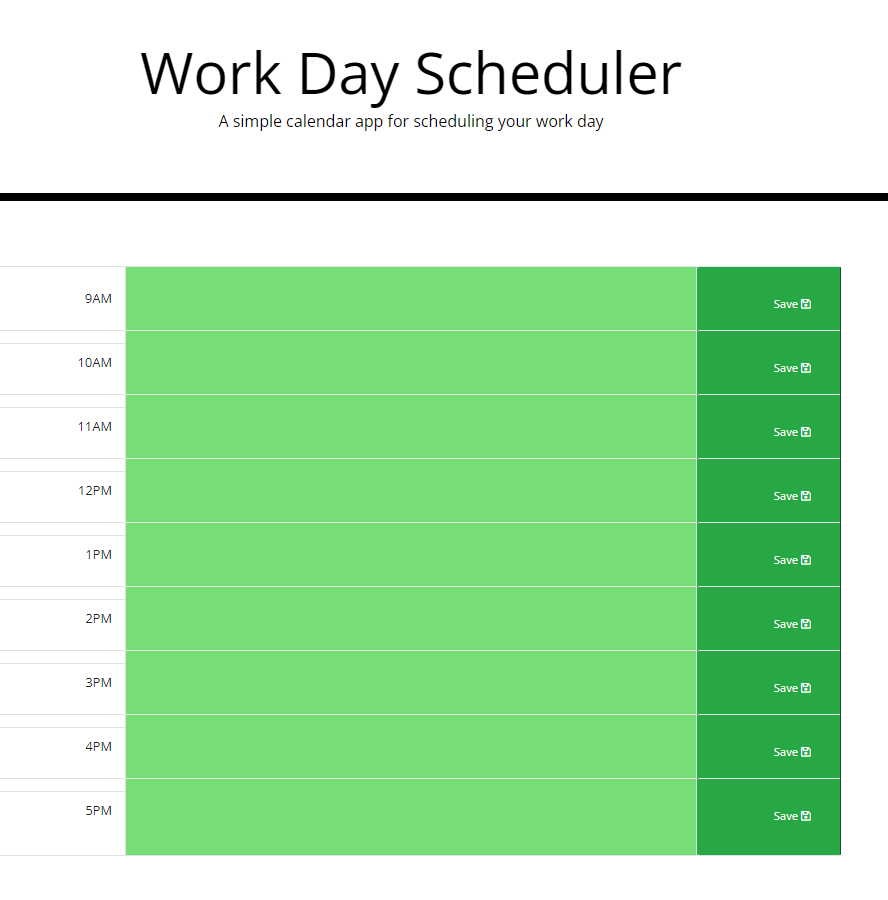 Work Day Scheduler
A simple calendar app for scheduling your work day
9AM Save
10AM Save
11AM Save
12PM Save
1PM Save
2PM Save
3PM Save
4PM Save
5PM Save